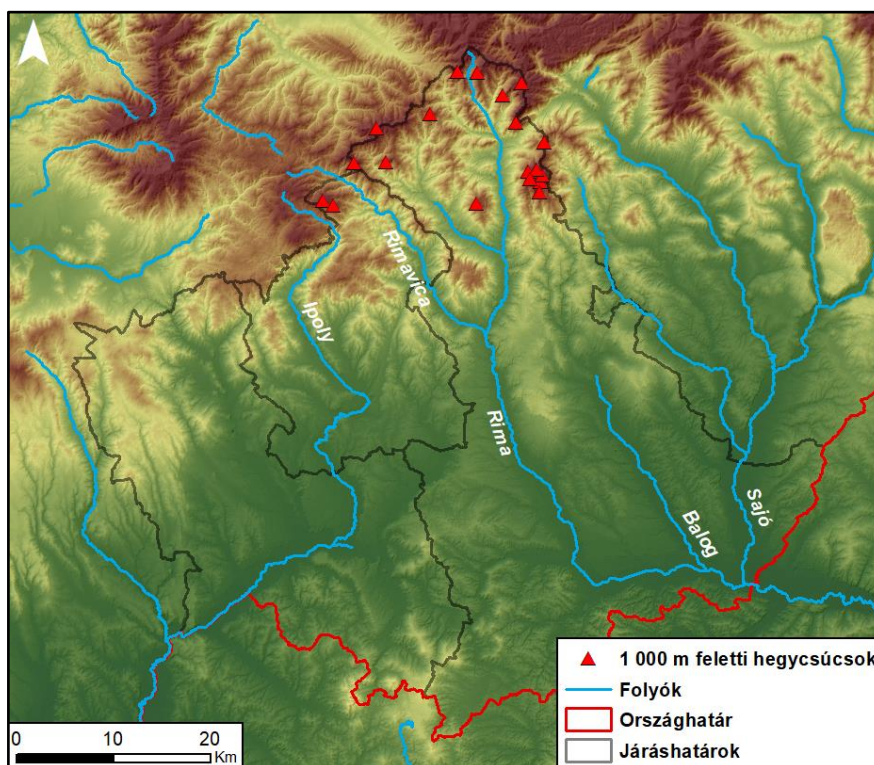 Rimavica
Ipoly
Rima
Balog
Sajó
1 000 m feletti hegycsúcsok
Folyók
Országhatár
Járáshatárok
0 10 20
Km